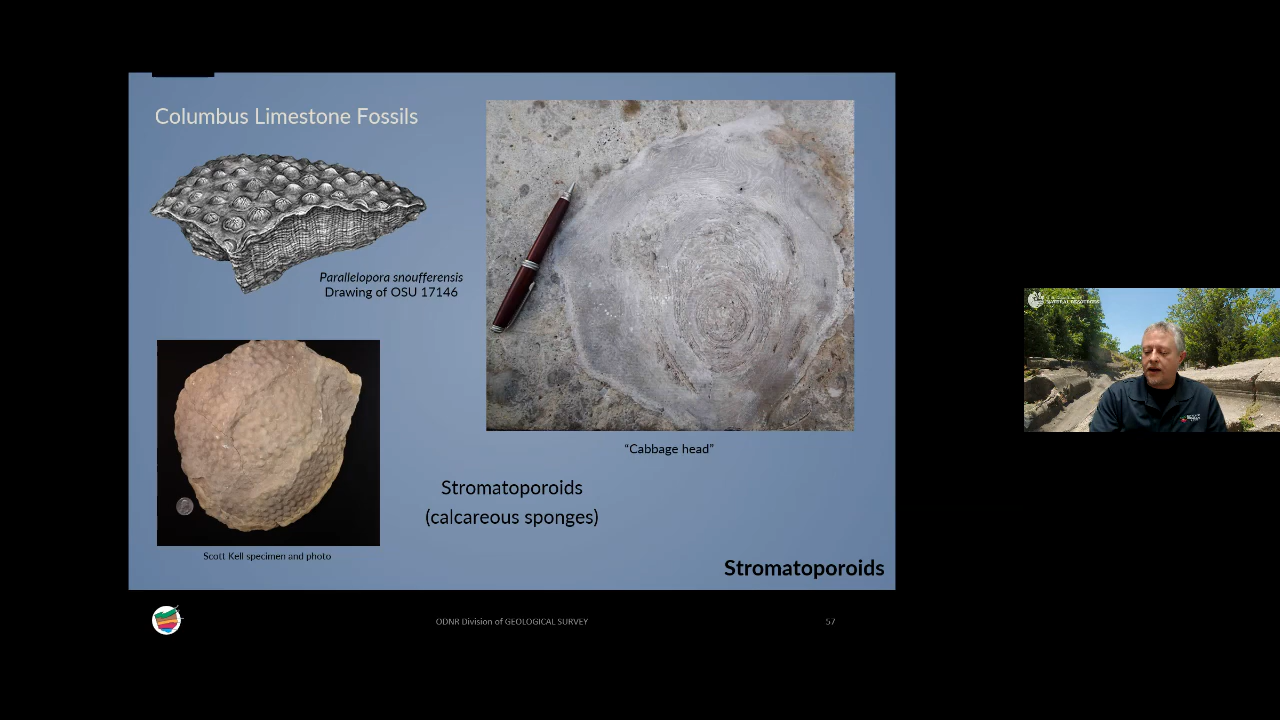 Columbus Limestone Fossils
Parallelopora snoufferensis
Drawing of OSU 17146
"Cabbage head"
Stromatoporoids
(calcareous sponges)
Scott Kell specimen and photo
Stromatoporoids
ODNR Division of GEOLOGICAL SURVEY
57